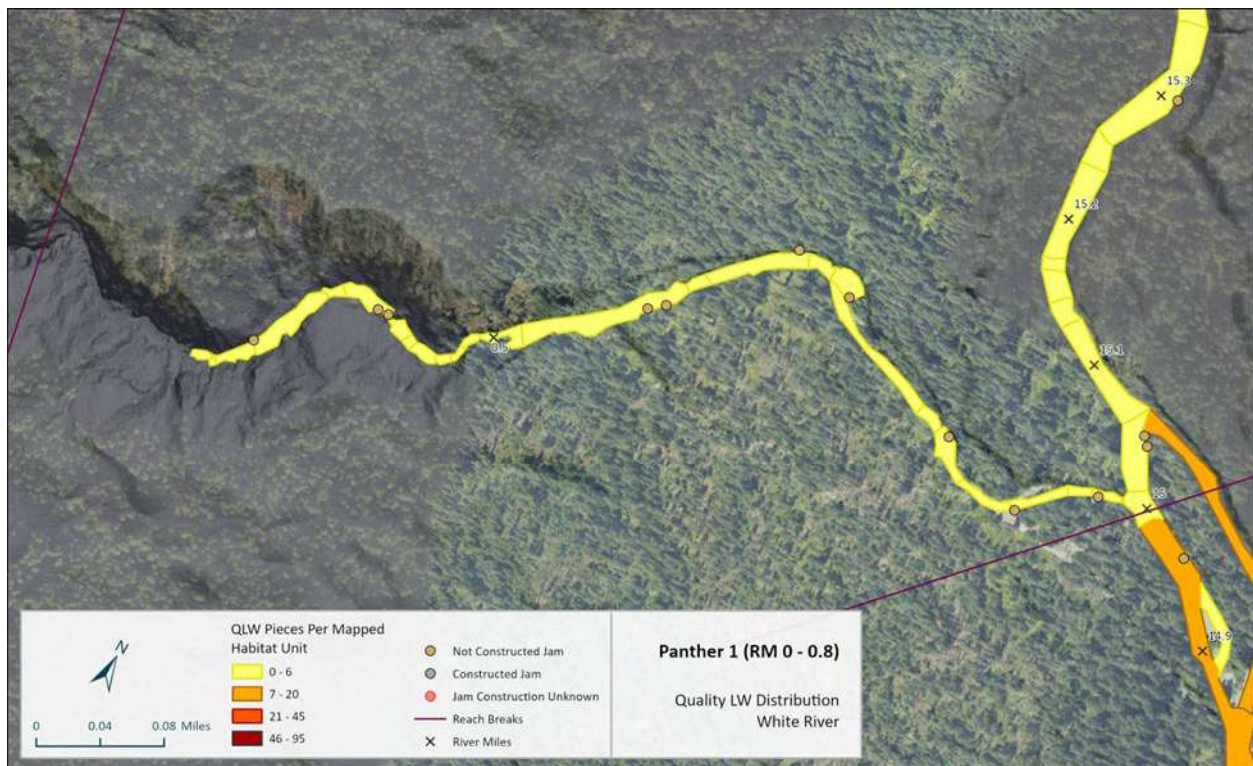 15.3
15.2
0.5
15.1
15
14.9
QLW Pieces Per Mapped
Habitat Unit
0 - 6
7 - 20
21 - 45
46 - 95
N
0 0.04 0.08 Miles
Not Constructed Jam
Constructed Jam
Jam Construction Unknown
Reach Breaks
River Miles
Panther 1 (RM 0 - 0.8)
Quality LW Distribution
White River